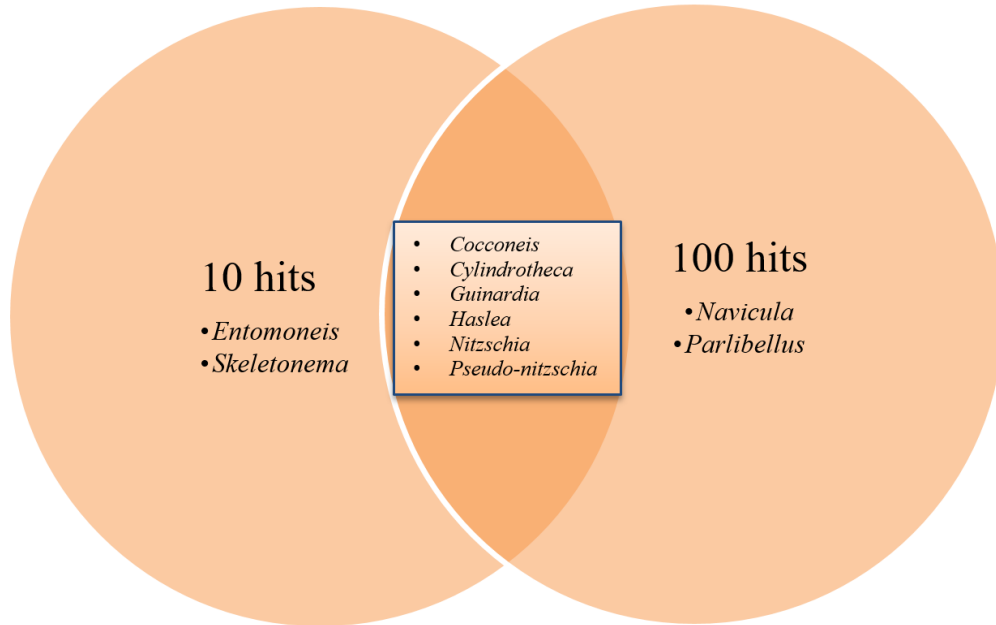 10 hits
•Entomoneis
•Skeletonema
• Cocconeis
• Cylindrotheca
• Guinardia
• Haslea
• Nitzschia
• Pseudo-nitzschia
100 hits
•Navicula
•Parlibellus